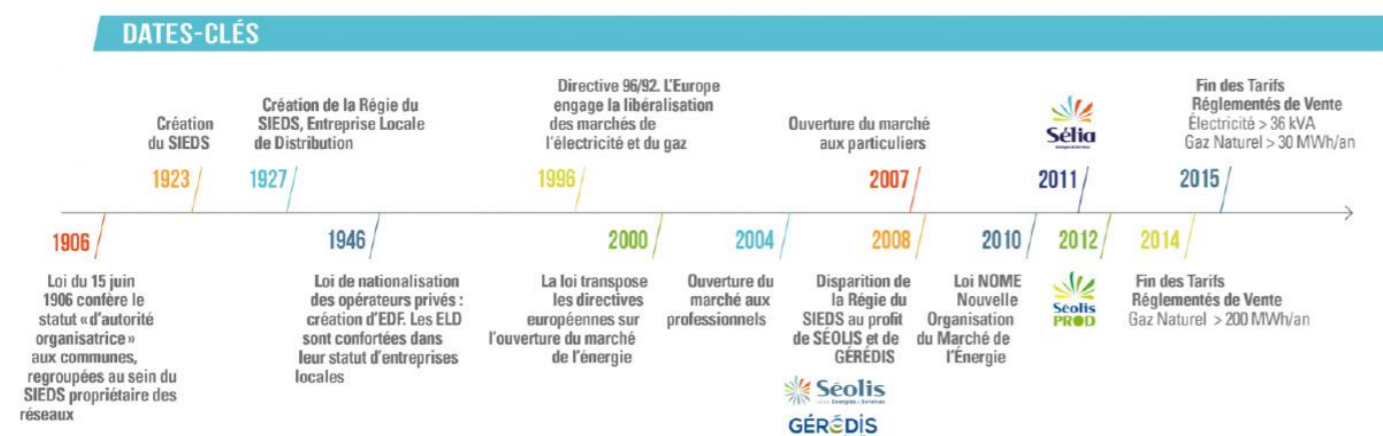 DATES-CLÉS
Création
du SIEDS
1923
Création de la Régie du
SIEDS, Entreprise Locale
de Distribution
1927
Directive 96/92. L'Europe
engage la libéralisation
des marchés de
l'électricité et du gaz
1996
Ouverture du marché
aux particuliers
2007
Sélia
2011
Fin des Tarifs
Réglementés de Vente
Électricité > 36 kVA
Gaz Naturel > 30 MWh/an
2015
1906
Loi du 15 juin
1906 confère le
statut «d'autorité
organisatrice»
aux communes,
regroupées au sein du
SIEDS propriétaire des
réseaux
1946
Loi de nationalisation
des opérateurs privés :
création d'EDF. Les ELD
sont confortées dans
leur statut d'entreprises
locales
2000
La loi transpose
les directives
européennes sur
l'ouverture du marché
de l'énergie
2004
Ouverture du
marché aux
professionnels
2008
Disparition de
la Régie du
SIEDS au profit
de SÉOLIS et de
GÉRÉDIS
Séolis
GÉRÉDIS
2010
Loi NOME
Nouvelle
Organisation
du Marché de
l'Énergie
2012
Séolis
PROD
2014
Fin des Tarifs
Réglementés de Vente
Gaz Naturel > 200 MWh/an